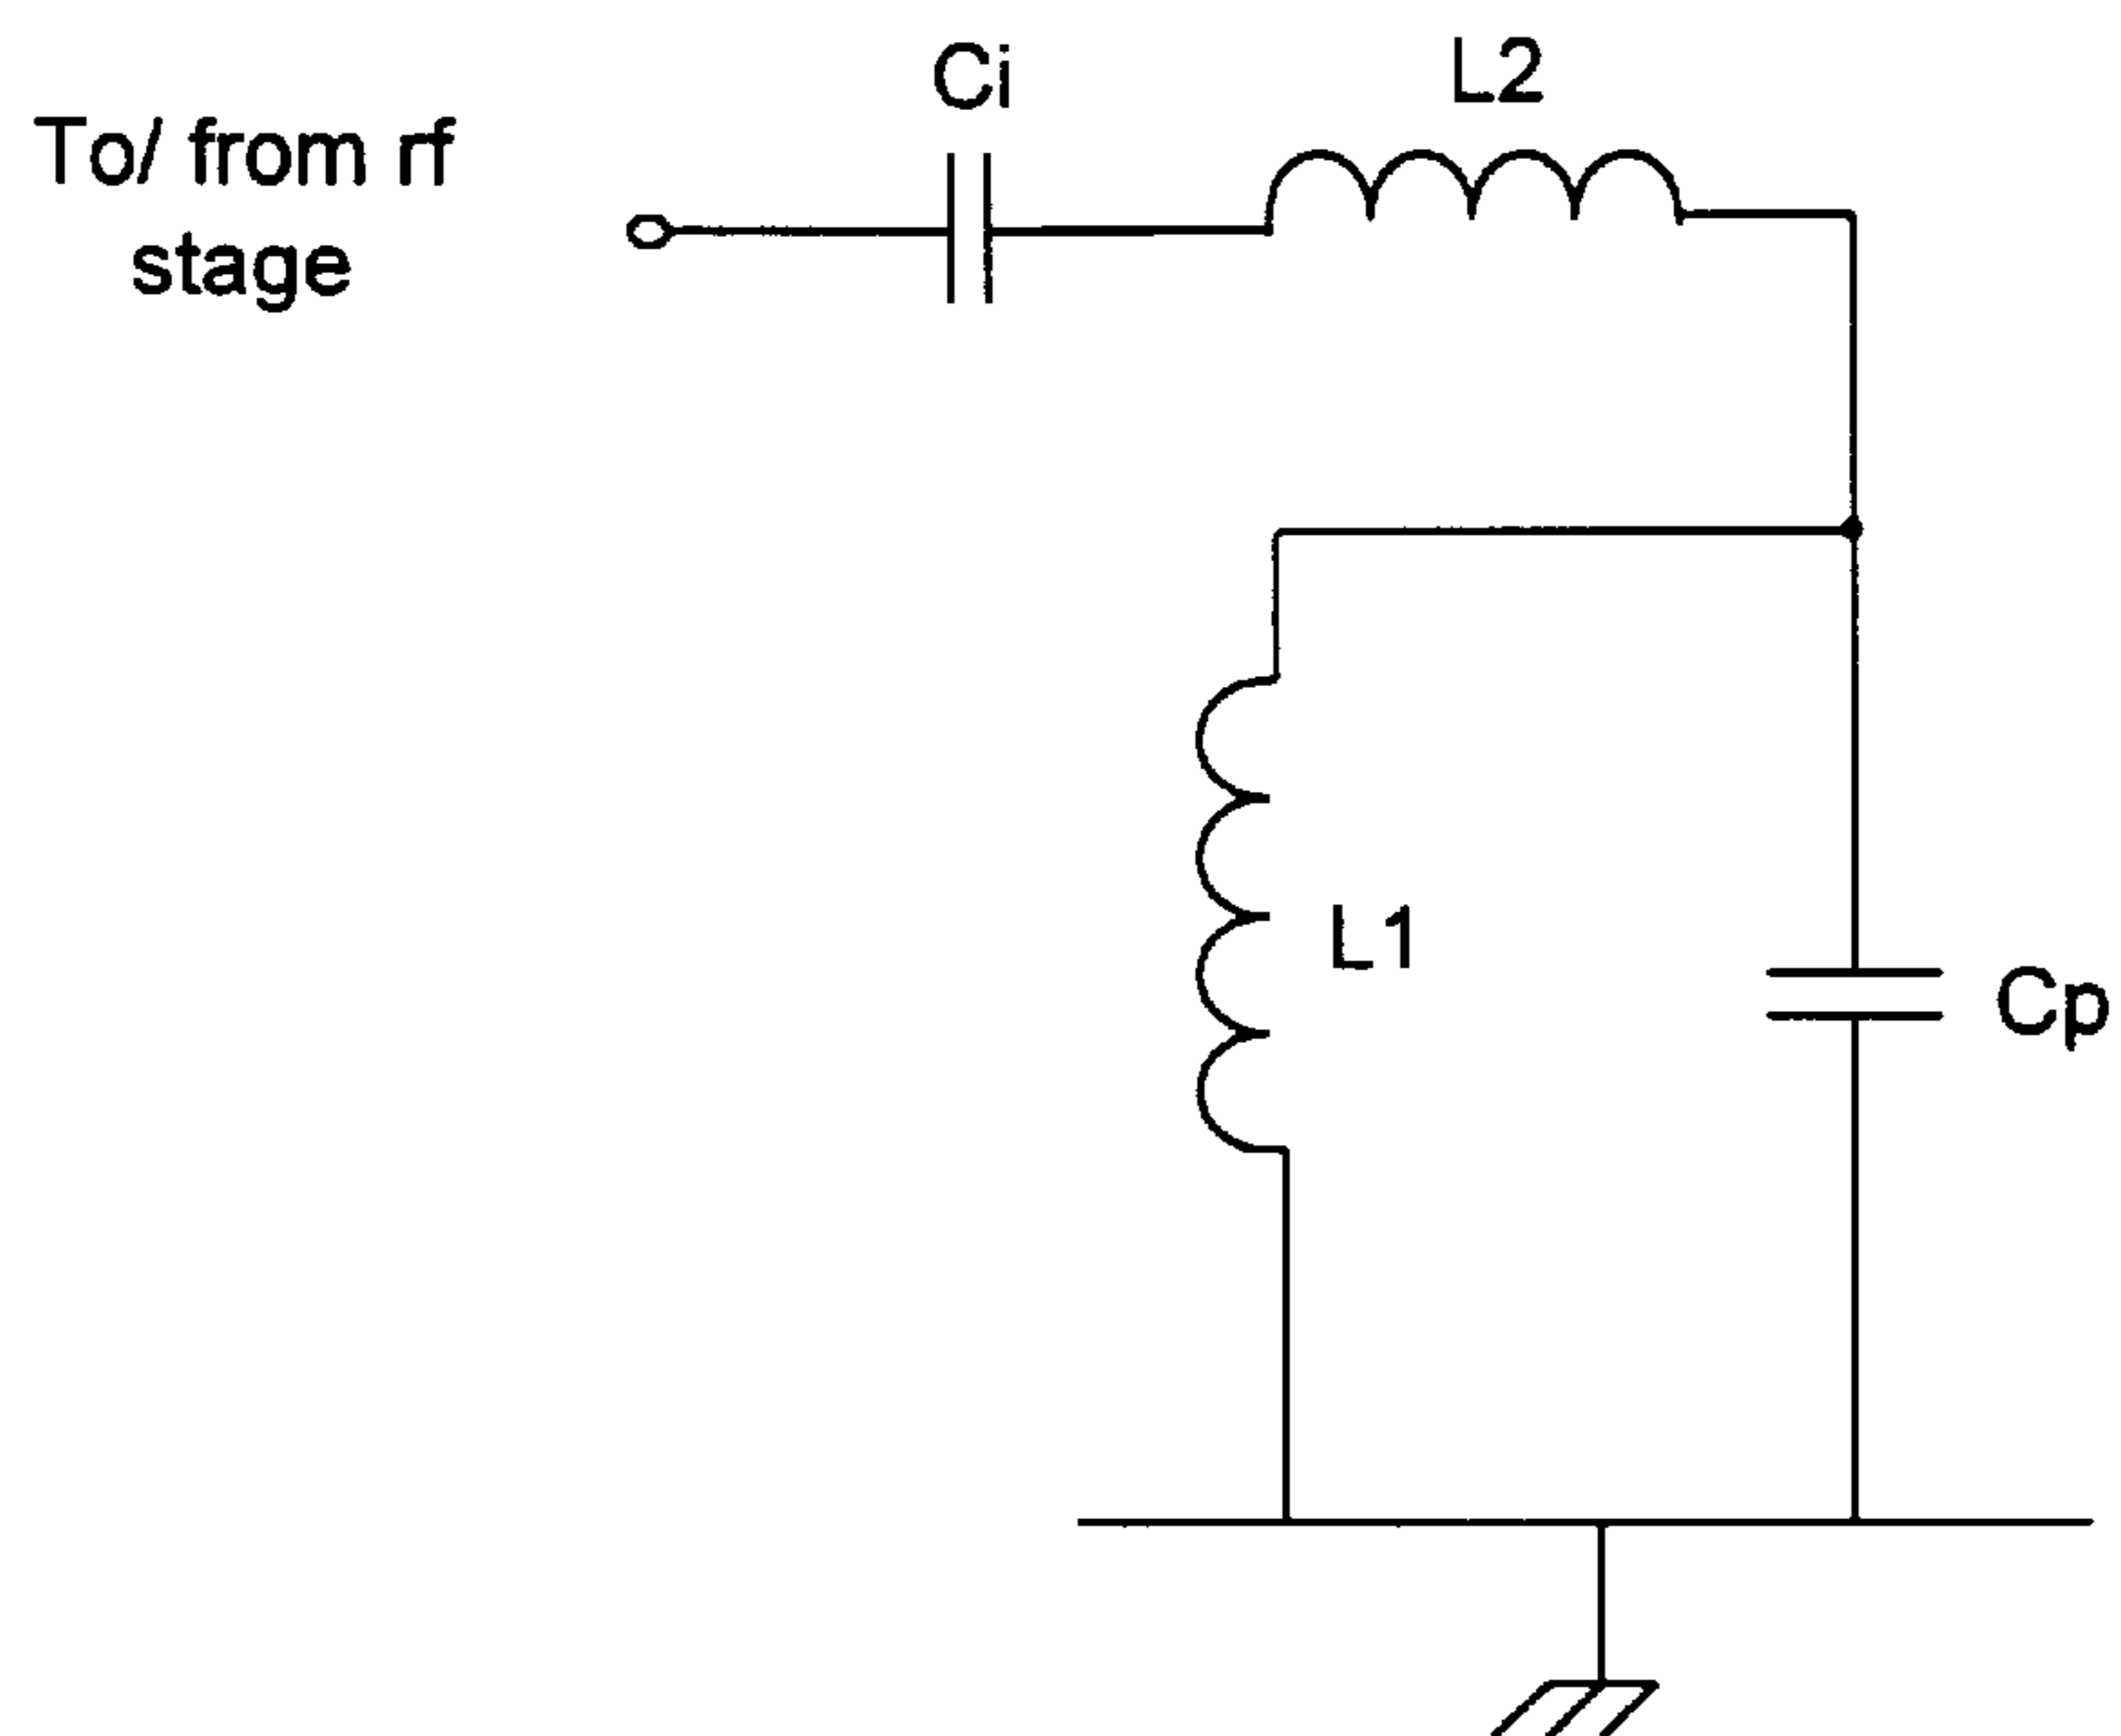 Ci
L2
To/ from rf
stage
L1
Cp